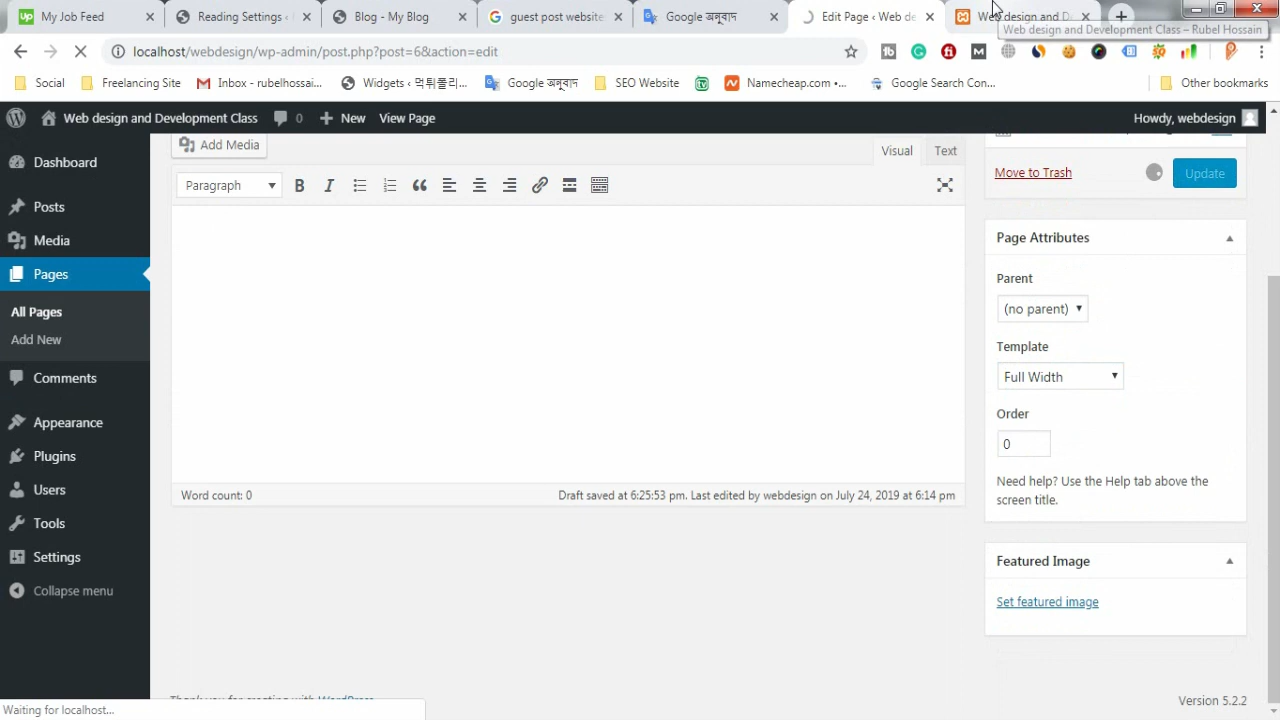 My Job Feed
Reading Settings
Blog - My Blog
guest post website
Google অনুবাদ
Edit Page ‹ Web de
Web design and D
Web design and Development Class – Rubel Hossain
localhost/webdesign/wp-admin/post.php?post=6&action=edit
Social
Freelancing Site
Inbox - rubelhossai...
Widgets ‹ 먹튀폴리...
Google অনুবাদ
SEO Website
Namecheap.com •...
Google Search Con...
Other bookmarks
Web design and Development Class
0
New
View Page
Howdy, webdesign
Dashboard
Posts
Media
Pages
All Pages
Add New
Comments
Appearance
Plugins
Users
Tools
Settings
Collapse menu
Add Media
Visual
Text
Paragraph
Word count: 0
Draft saved at 6:25:53 pm. Last edited by webdesign on July 24, 2019 at 6:14 pm
Move to Trash
Update
Page Attributes
Parent
(no parent)
Template
Full Width
Order
0
Need help? Use the Help tab above the
screen title.
Featured Image
Set featured image
Thank you for creating with WordPress
Version 5.2.2
Waiting for localhost...